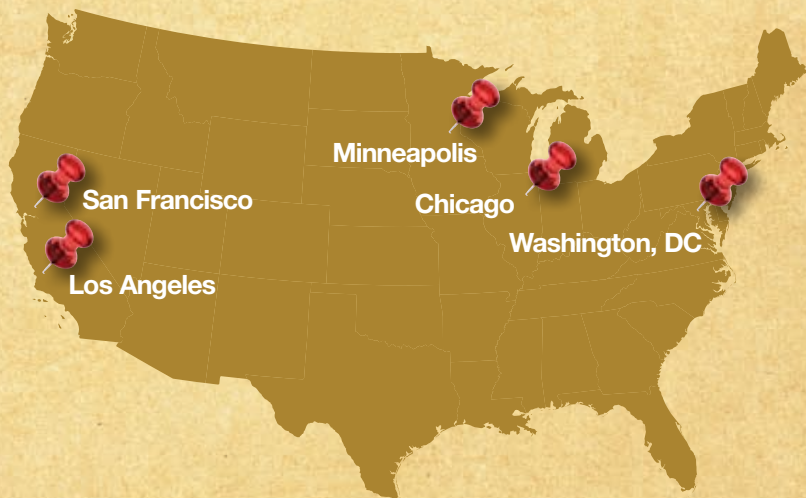 Minneapolis
San Francisco
Chicago
Washington, DC
Los Angeles